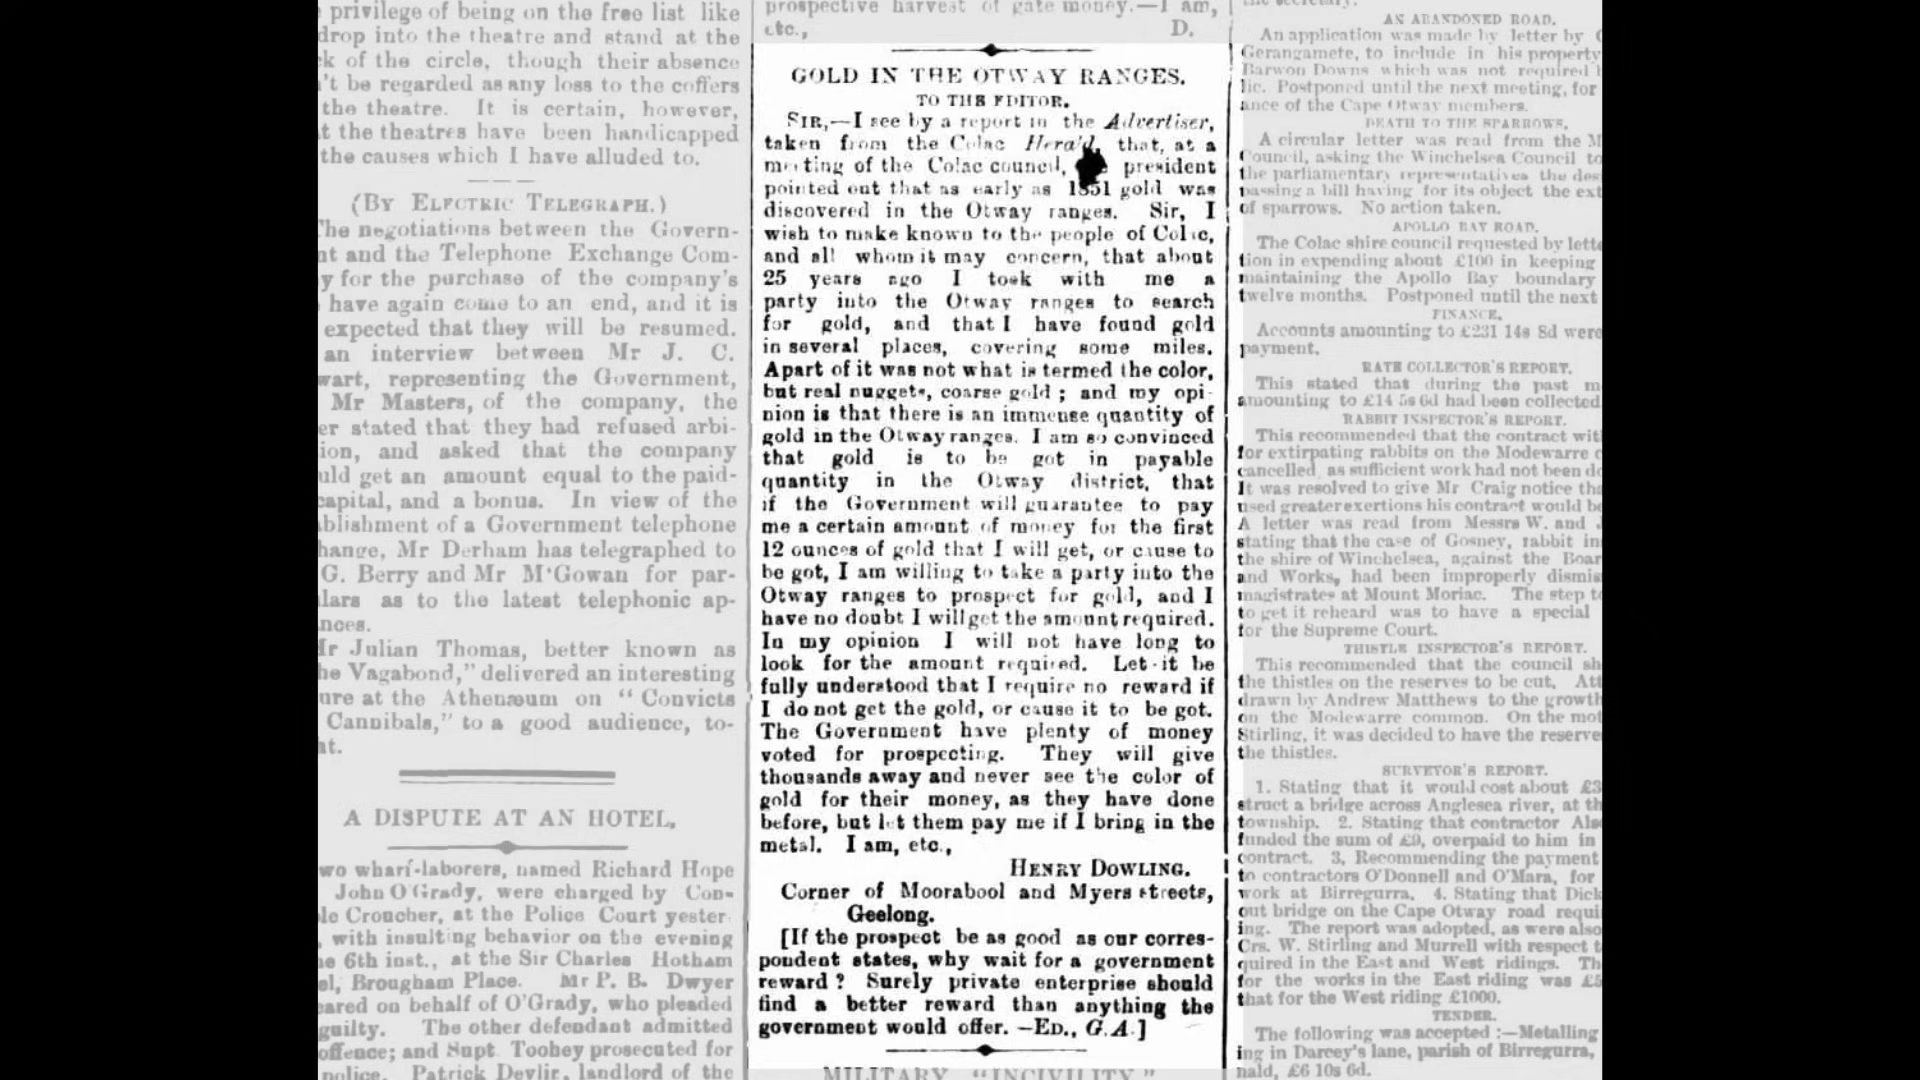 privilege of being on the free list like
drop into the theatre and stand at the
k of the circle, though their absence
't be regarded as any loss to the coffers
the theatre. It is certain, however,
t the theatres have been handicapped
the causes which I have alluded to.
(By Electric Telegraph.)
The negotiations between the Govern-
nt and the Telephone Exchange Com-
y for the purchase of the company's
have again come to an end, and it is
expected that they will be resumed.
an interview between Mr J. C.
wart, representing the Government,
Mr Masters, of the company, the
er stated that they had refused arbi-
ion, and asked that the company
uld get an amount equal to the paid-
capital, and a bonus. In view of the
blishment of a Government telephone
hange, Mr Derham has telegraphed to
G. Berry and Mr M'Gowan for par-
lars as to the latest telephonic ap-
nces.
Mr Julian Thomas, better known as
he Vagabond," delivered an interesting
ure at the Athenæum on "Convicts
Cannibals," to a good audience, to-
ht.
A DISPUTE AT AN HOTEL.
wo wharf-laborers, named Richard Hope
John O'Grady, were charged by Con-
le Croucher, at the Police Court yester
, with insulting behavior on the evening
he 6th inst., at the Sir Charles Hotham
el, Brougham Place. Mr P. B. Dwyer
eared on behalf of O'Grady, who pleaded
guilty. The other defendant admitted
offence; and Supt Toohey prosecuted for
police. Patrick Devlir, landlord of the
prospective harvest of gate money.—I am,
etc., D.
GOLD IN THE OTWAY RANGES.
TO THE EDITOR.
SIR,—I see by a report in the Advertiser,
taken from the Colac Herald, that, at a
meeting of the Colac council, president
pointed out that as early as 1851 gold was
discovered in the Otway ranges. Sir, I
wish to make known to the people of Colac,
and all whom it may concern, that about
25 years ago I took with me a
party into the Otway ranges to search
for gold, and that I have found gold
in several places, covering some miles.
Apart of it was not what is termed the color,
but real nuggets, coarse gold ; and my opi-
nion is that there is an immense quantity of
gold in the Otway ranges. I am so convinced
that gold is to be got in payable
quantity in the Otway district, that
if the Government will guarantee to pay
me a certain amount of money for the first
12 ounces of gold that I will get, or cause to
be got, I am willing to take a party into the
Otway ranges to prospect for gold, and I
have no doubt I will get the amount required.
In my opinion I will not have long to
look for the amount required. Let it be
fully understood that I require no reward if
I do not get the gold, or cause it to be got.
The Government have plenty of money
voted for prospecting. They will give
thousands away and never see the color of
gold for their money, as they have done
before, but let them pay me if I bring in the
metal. I am, etc.,
HENRY DOWLING.
Corner of Moorabool and Myers streets,
Geelong.
[If the prospect be as good as our corres-
pondent states, why wait for a government
reward ? Surely private enterprise should
find a better reward than anything the
government would offer. —ED., G.A.]
MILITARY "INCIVILITY"
the secretary.
AN ABANDONED ROAD.
An application was made by letter by
Gerangamete, to include in his property
Barwon Downs which was not required
lic. Postponed until the next meeting, for
ance of the Cape Otway members.
DEATH TO THE SPARROWS.
A circular letter was read from the M
Council, asking the Winchelsea Council to
the parliamentary representatives the des
passing a bill having for its object the ext
of sparrows. No action taken.
APOLLO BAY ROAD.
The Colac shire council requested by lette
tion in expending about £100 in keeping
maintaining the Apollo Bay boundary
twelve months. Postponed until the next
FINANCE.
Accounts amounting to £231 14s 8d were
payment.
RATE COLLECTOR'S REPORT.
This stated that during the past m
amounting to £14 5s 6d had been collected
RABBIT INSPECTOR'S REPORT.
This recommended that the contract wit
for extirpating rabbits on the Modewarre c
cancelled, as sufficient work had not been do
It was resolved to give Mr Craig notice tha
used greater exertions his contract would be
A letter was read from Messrs W. and
stating that the case of Gosney, rabbit in
the shire of Winchelsea, against the Boar
and Works, had been improperly dismis
magistrates at Mount Moriac. The step to
to get it reheard was to have a special
for the Supreme Court.
THISTLE INSPECTOR'S REPORT.
This recommended that the council sh
the thistles on the reserves to be cut. Att
drawn by Andrew Matthews to the growth
on the Modewarre common. On the mot
Stirling, it was decided to have the reserve
the thistles.
SURVEYOR'S REPORT.
1. Stating that it would cost about £3
struct a bridge across Anglesea river, at th
township. 2. Stating that contractor Also
funded the sum of £9, overpaid to him in
contract. 3, Recommending the payment
to contractors O'Donnell and O'Mara, for
work at Birregurra. 4. Stating that Dick
out bridge on the Cape Otway road requi
ing. The report was adopted, as were also
Crs. W. Stirling and Murrell with respect t
quired in the East and West ridings. Th
for the works in the East riding was £5
that for the West riding £1000.
TENDER.
The following was accepted :—Metalling
ing in Darcey's lane, parish of Birregurra,
nald, £6 10s 6d.